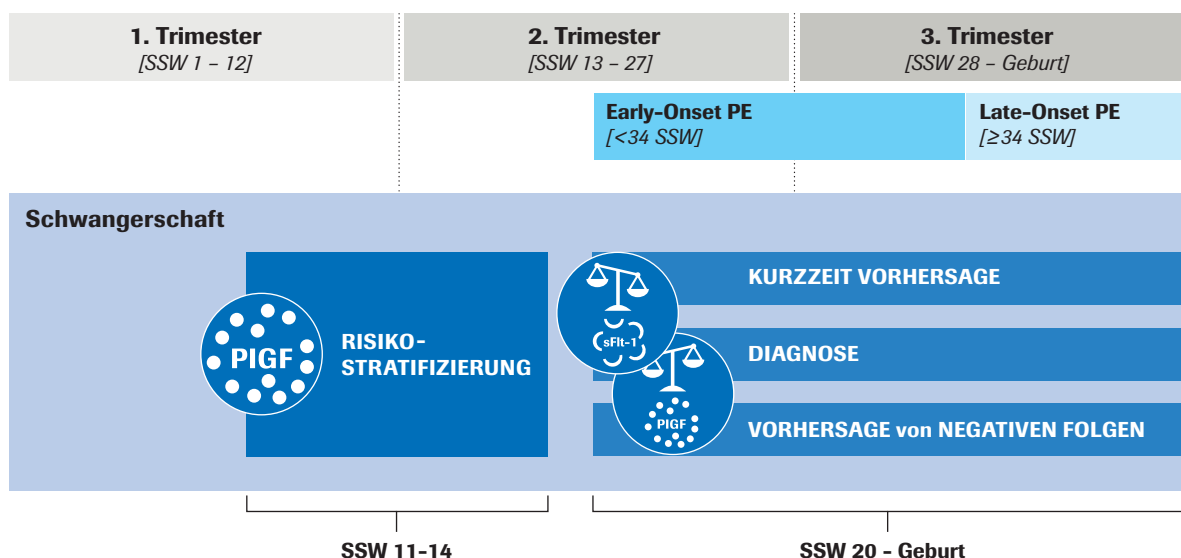 1. Trimester
[SSW 1 – 12]
2. Trimester
[SSW 13 – 27]
3. Trimester
[SSW 28 – Geburt]
Early-Onset PE
[<34 SSW]
Late-Onset PE
[≥34 SSW]
Schwangerschaft
PlGF
RISIKO-
STRATIFIZIERUNG
sFlt-1
PlGF
KURZZEIT VORHERSAGE
DIAGNOSE
VORHERSAGE von NEGATIVEN FOLGEN
SSW 11-14
SSW 20 - Geburt